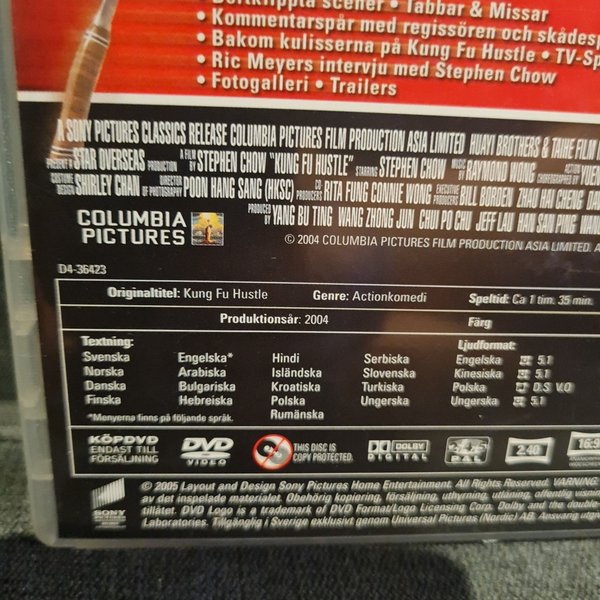 Bortklippta scener • Tabbar & Missar
• Kommentarspår med regissören och
• Bakom kulisserna på Kung Fu Hustle •
• Ric Meyers intervju med Stephen Chow
• Fotogalleri • Trailers
A SONY PICTURES CLASSICS RELEASE COLUMBIA PICTURES FILM PRODUCTION ASIA LIMITED HUAYI BROTHERS & TAIHE FILM
PRESENT A STAR OVERSEAS PRODUCTION A FILM BY STEPHEN CHOW "KUNG FU HUSTLE" STARRING STEPHEN CHOW MUSIC BY RAYMOND WONG ACTION CHOREOGRAPHED BY
COSTUME DESIGN SHIRLEY CHAN DIRECTOR OF PHOTOGRAPHY POON HANG SANG (HKSC) CO PRODUCERS RITA FUNG CONNIE WONG EXECUTIVE PRODUCERS BILL BORDEN ZHAO HAI CHENG
PRODUCED BY YANG BU TING WANG ZHONG JUN CHUI PO CHU JEFF LAU HAN SAN PING
COLUMBIA PICTURES
© 2004 COLUMBIA PICTURES FILM PRODUCTION ASIA LIMITED.
D4-36423
Originaltitel: Kung Fu Hustle Genre: Actionkomedi Speltid: Ca 1 tim. 35 min.
Produktionsår: 2004 Färg
Textning: Ljudformat:
Svenska Engelska* Hindi Serbiska Engelska 5.1
Norska Arabiska Isländska Slovenska Kinesiska 5.1
Danska Bulgariska Kroatiska Turkiska Polska D.S V.O
Finska Hebreiska Polska Ungerska Ungerska 5.1
Rumänska
*Menyerna finns på följande språk.
KÖPDVD
ENDAST TILL
FÖRSÄLJNING
DVD
VIDEO
THIS DISC IS
COPY PROTECTED.
DOLBY
DIGITAL
PAL
2.40
16:9
ANAMORPHIC
SONY
PICTURES
© 2005 Layout and Design Sony Pictures Home Entertainment. All Rights Reserved. VARNING:
av det inspelade materialet. Obehörig kopiering, försäljning, uthyrning, utlåning, offentlig
tillåtet. DVD Logo is a trademark of DVD Format/Logo Licensing Corp. Dolby and the
Laboratories. Tillgänglig i Sverige exklusivt genom Universal Pictures (Nordic) AB. Ansvarig